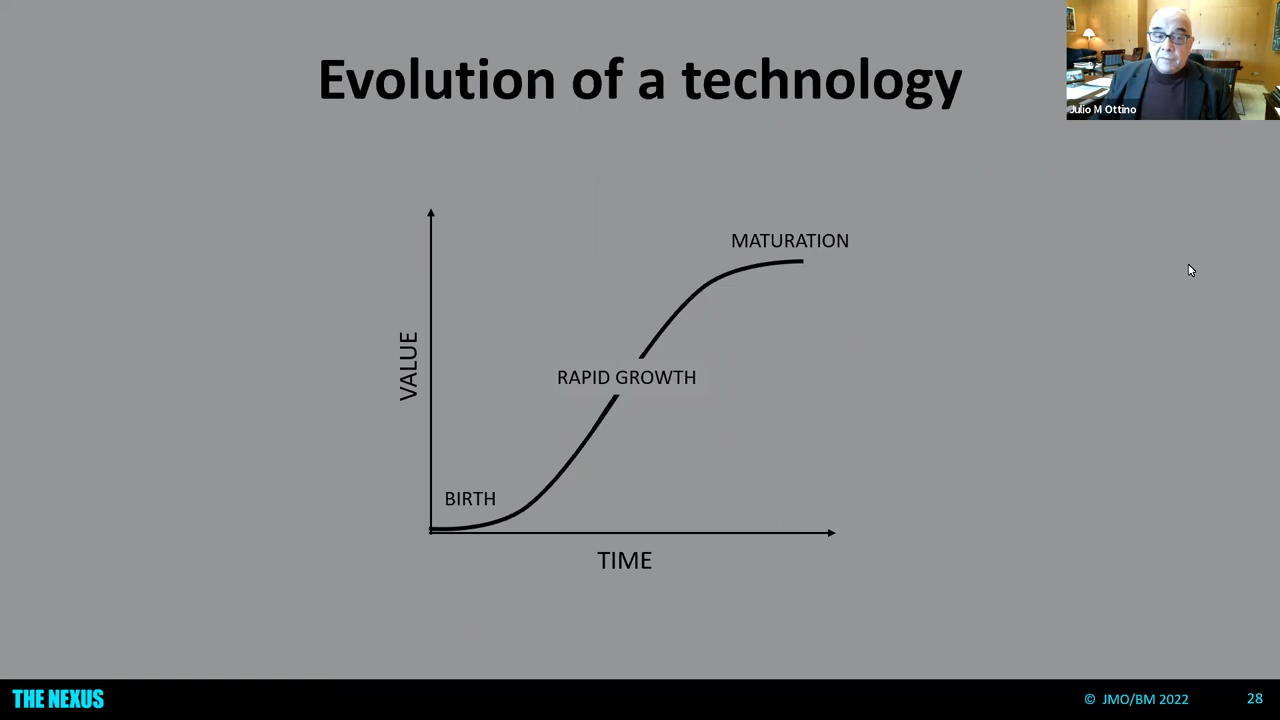 Evolution of a technology
Julio M Ottino
MATURATION
VALUE
RAPID GROWTH
BIRTH
TIME
THE NEXUS
© JMO/BM 2022
28